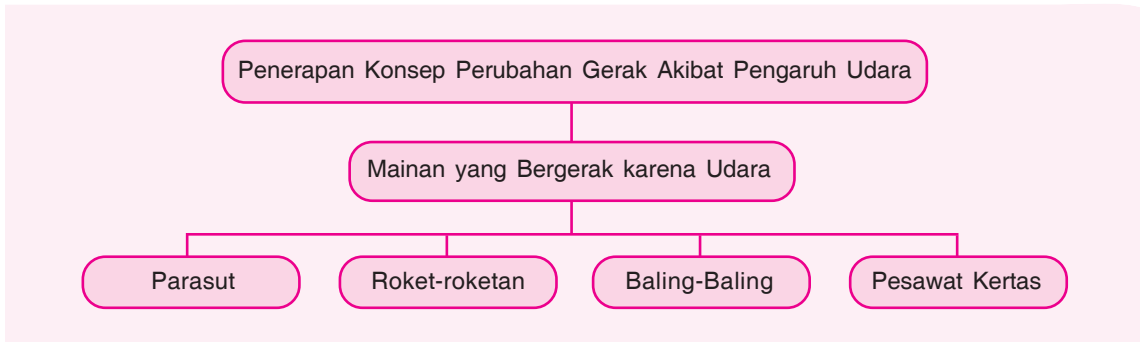 Penerapan Konsep Perubahan Gerak Akibat Pengaruh Udara
Mainan yang Bergerak karena Udara
Parasut
Roket-roketan
Baling-Baling
Pesawat Kertas